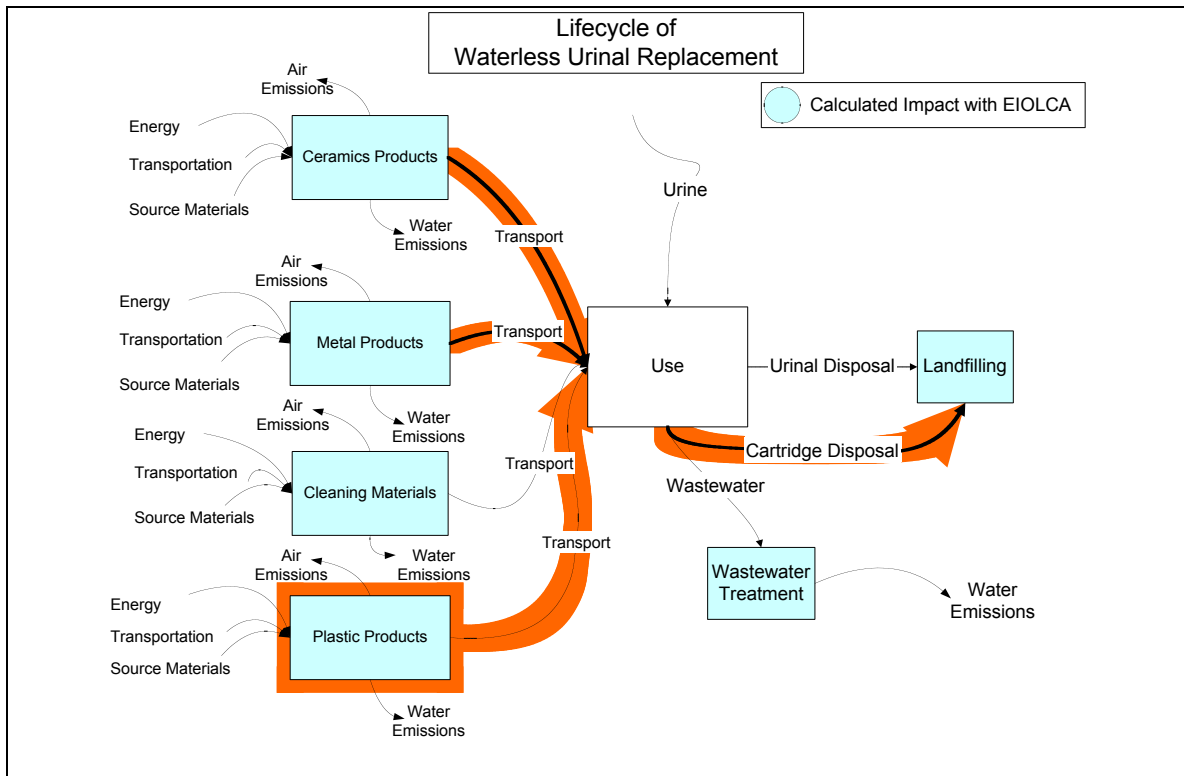 Lifecycle of
Waterless Urinal Replacement
Calculated Impact with EIOLCA
Air
Emissions
Energy
Transportation
Source Materials
Ceramics Products
Water
Emissions
Transport
Urine
Air
Emissions
Energy
Transportation
Source Materials
Metal Products
Water
Emissions
Transport
Use
Urinal Disposal
Landfilling
Cartridge Disposal
Air
Emissions
Energy
Transportation
Source Materials
Cleaning Materials
Water
Emissions
Transport
Wastewater
Wastewater
Treatment
Water
Emissions
Air
Emissions
Energy
Transportation
Source Materials
Plastic Products
Water
Emissions
Transport